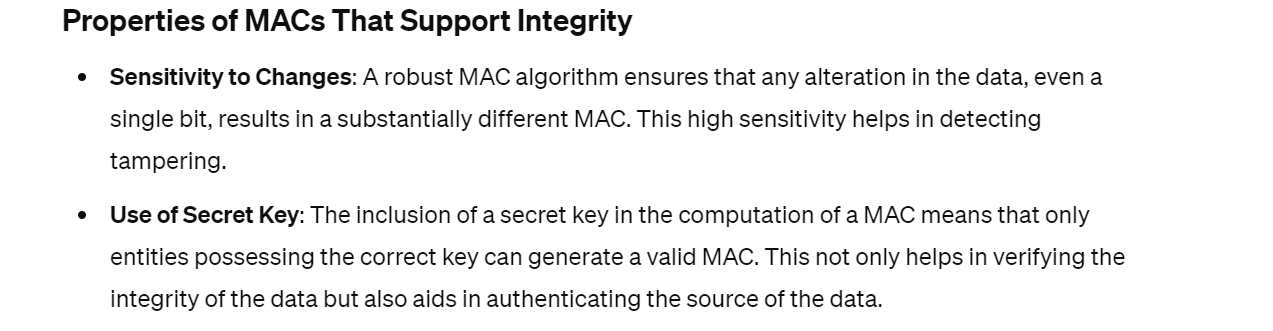 Properties of MACs That Support Integrity
• Sensitivity to Changes: A robust MAC algorithm ensures that any alteration in the data, even a
single bit, results in a substantially different MAC. This high sensitivity helps in detecting
tampering.
• Use of Secret Key: The inclusion of a secret key in the computation of a MAC means that only
entities possessing the correct key can generate a valid MAC. This not only helps in verifying the
integrity of the data but also aids in authenticating the source of the data.